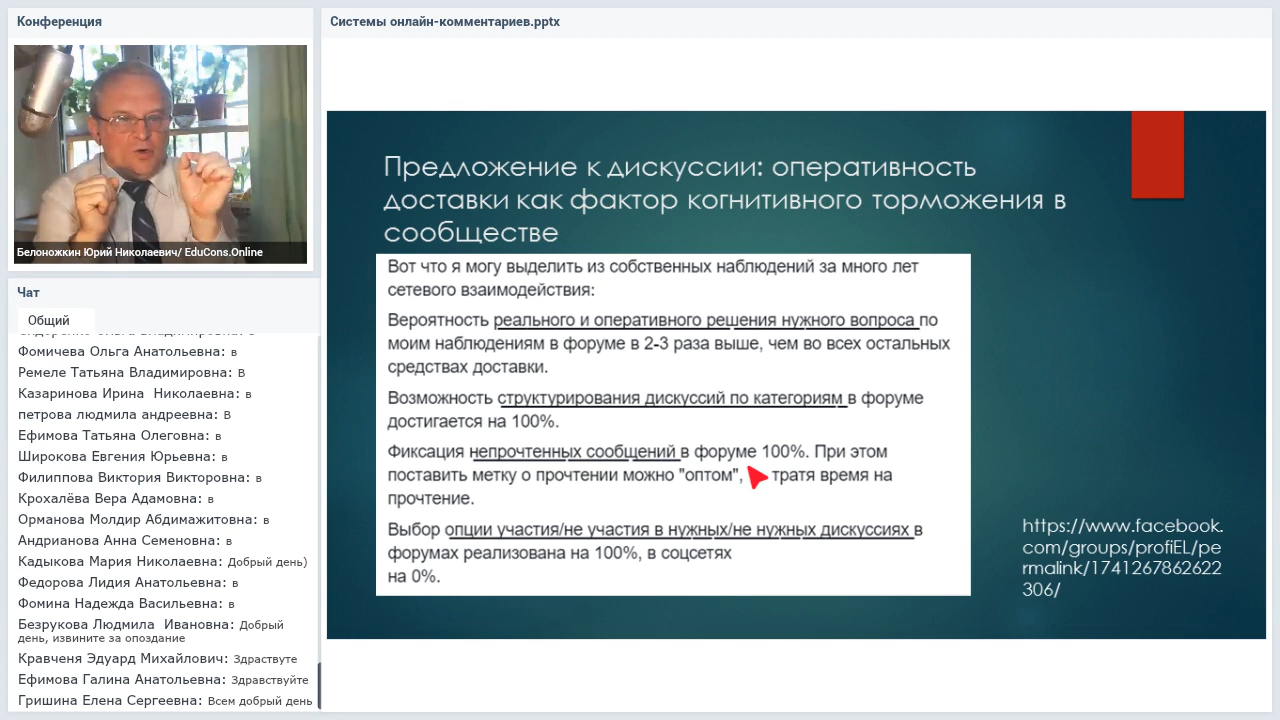 Конференция
Белоножкин Юрий Николаевич/ EduCons.Online
Чат
Общий
Фомичева Ольга Анатольевна: в
Ремеле Татьяна Владимировна: В
Казаринова Ирина Николаевна: в
петрова людмила андреевна: В
Ефимова Татьяна Олеговна: в
Широкова Евгения Юрьевна: в
Филиппова Виктория Викторовна: в
Крохалёва Вера Адамовна: в
Орманова Молдир Абдимажитовна: в
Андрианова Анна Семеновна: в
Кадыкова Мария Николаевна: Добрый день)
Федорова Лидия Анатольевна: в
Фомина Надежда Васильевна: в
Безрукова Людмила Ивановна: Добрый
день, извините за опоздание
Кравченя Эдуард Михайлович: Здраствуте
Ефимова Галина Анатольевна: Здравствуйте
Гришина Елена Сергеевна: Всем добрый день
Системы онлайн-комментариев.pptx
Предложение к дискуссии: оперативность
доставки как фактор когнитивного торможения в
сообществе
Вот что я могу выделить из собственных наблюдений за много лет
сетевого взаимодействия:
Вероятность реального и оперативного решения нужного вопроса по
моим наблюдениям в форуме в 2-3 раза выше, чем во всех остальных
средствах доставки.
Возможность структурирования дискуссий по категориям в форуме
достигается на 100%.
Фиксация непрочтенных сообщений в форуме 100%. При этом
поставить метку о прочтении можно "оптом", тратя время на
прочтение.
Выбор опции участия/не участия в нужных/не нужных дискуссиях в
форумах реализована на 100%, в соцсетях
на 0%.
https://www.facebook.
com/groups/profiEL/pe
rmalink/1741267862622
306/